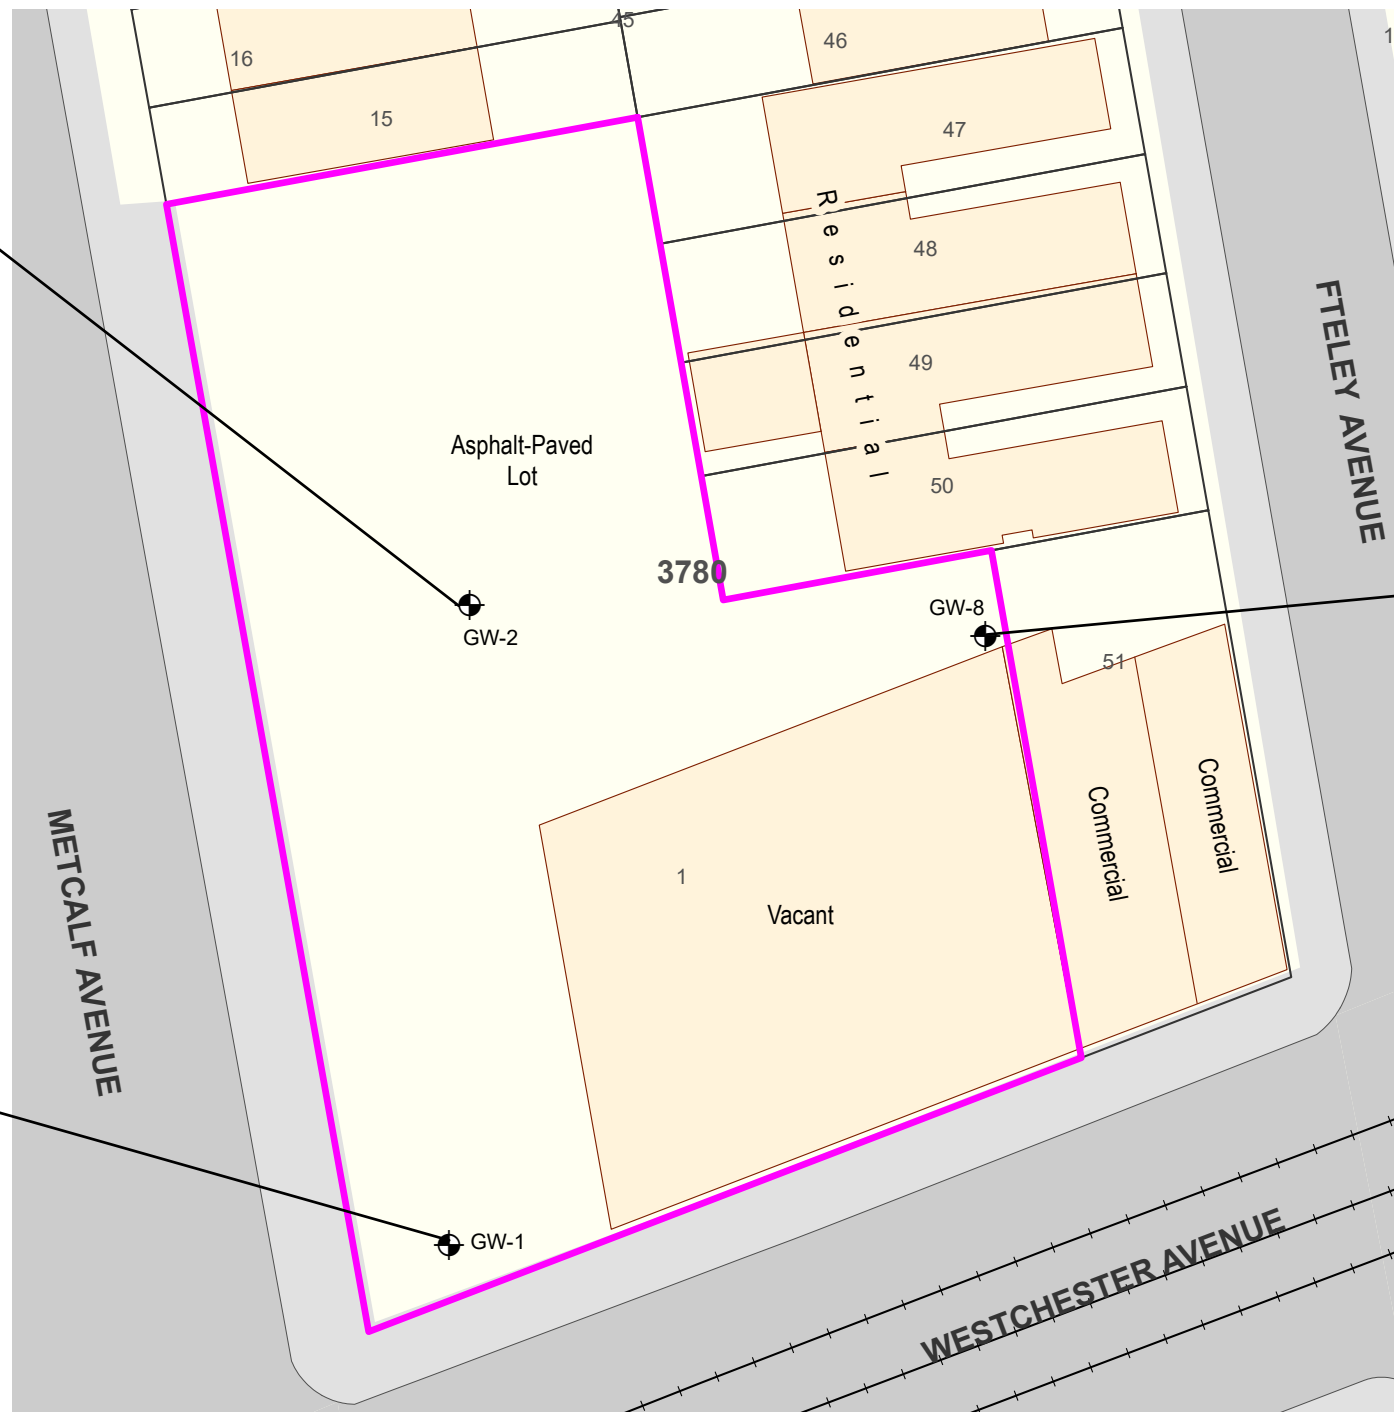 45
16
46
15
47
48
Residential
49
FTELEY AVENUE
Asphalt-Paved
Lot
50
3780
GW-8
GW-2
51
Commercial
Commercial
METCALF AVENUE
1
Vacant
GW-1
WESTCHESTER AVENUE